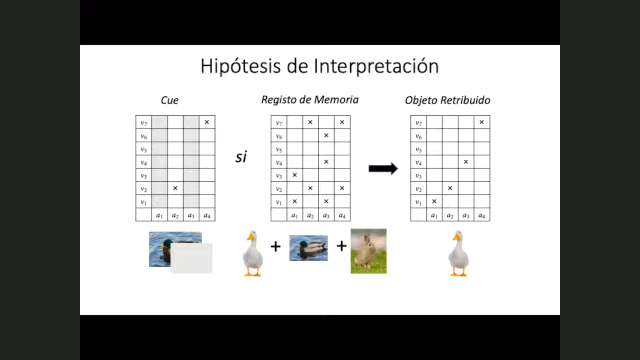 Hipótesis de Interpretación
Cue
Registo de Memoria
Objeto Retribuido
v7 × 
v6
v5
v4
v3
v2 ×
v1
a1 a2 a3 a4
si
v7 × ×
v6 ×
v5
v4 ×
v3 ×
v2 × ×
v1 × ×
a1 a2 a3 a4
v7 ×
v6
v5
v4 ×
v3
v2 ×
v1 ×
a1 a2 a3 a4
+ +